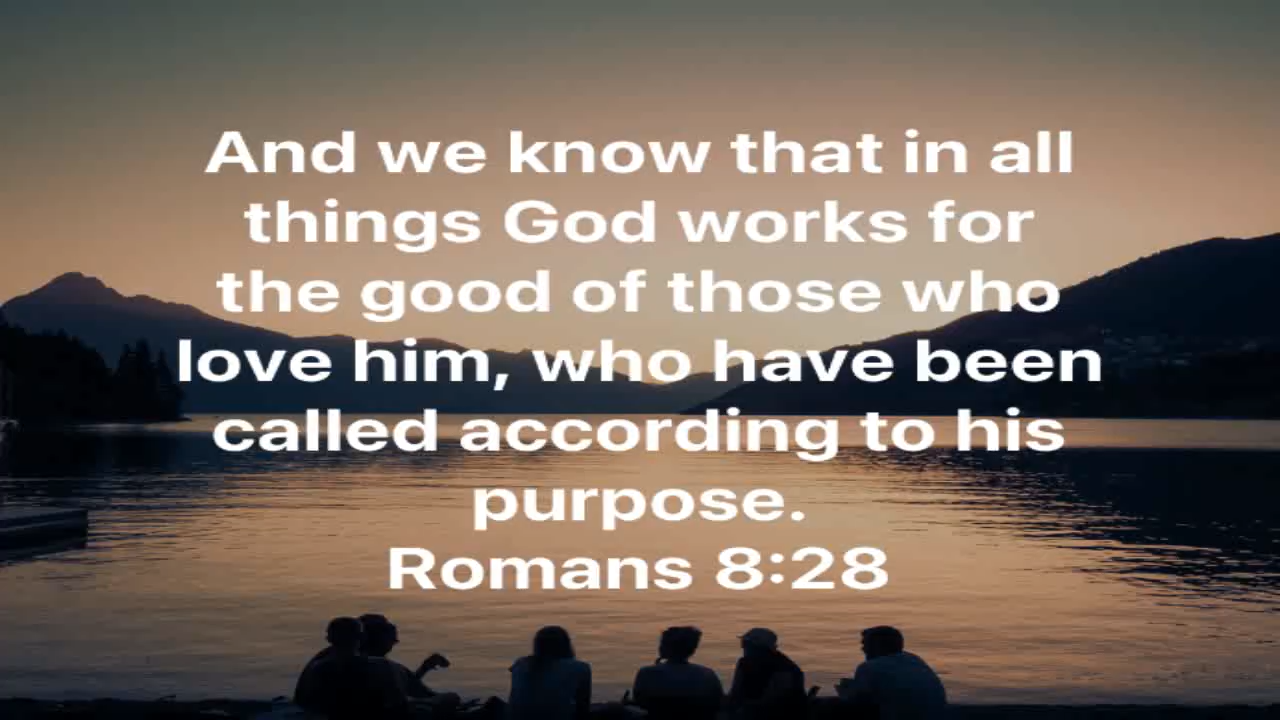 And we know that in all
things God works for
the good of those who
love him, who have been
called according to his
purpose.
Romans 8:28